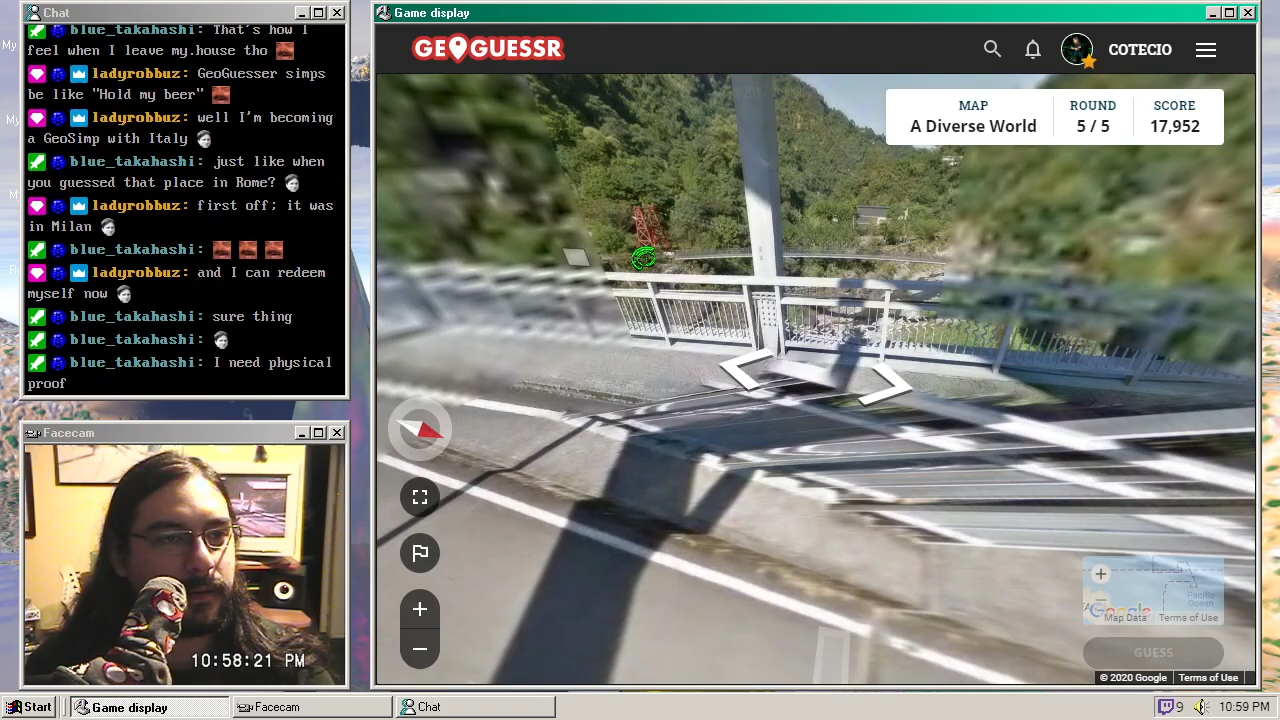 Chat
blue_takahashi: That's how I
feel when I leave my.house tho
ladyrobbuz: GeoGuesser simps
be like "Hold my beer"
ladyrobbuz: well I'm becoming
a GeoSimp with Italy
blue_takahashi: just like when
you guessed that place in Rome?
ladyrobbuz: first off; it was
in Milan
blue_takahashi:
ladyrobbuz: and I can redeem
myself now
blue_takahashi: sure thing
blue_takahashi:
blue_takahashi: I need physical
proof
Facecam
10:58:21 PM
Game display
GEOGUESSR
COTECIO
MAP
A Diverse World
ROUND
5 / 5
SCORE
17,952
Pacific
Ocean
Google
Map Data
Terms of Use
GUESS
© 2020 Google
Terms of Use
My
Start
Game display
Facecam
Chat
9
10:59 PM